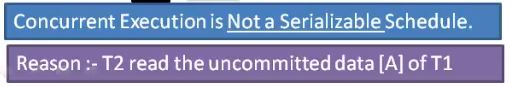 Concurrent Execution is Not a Serializable Schedule.
Reason :- T2 read the uncommitted data [A] of T1